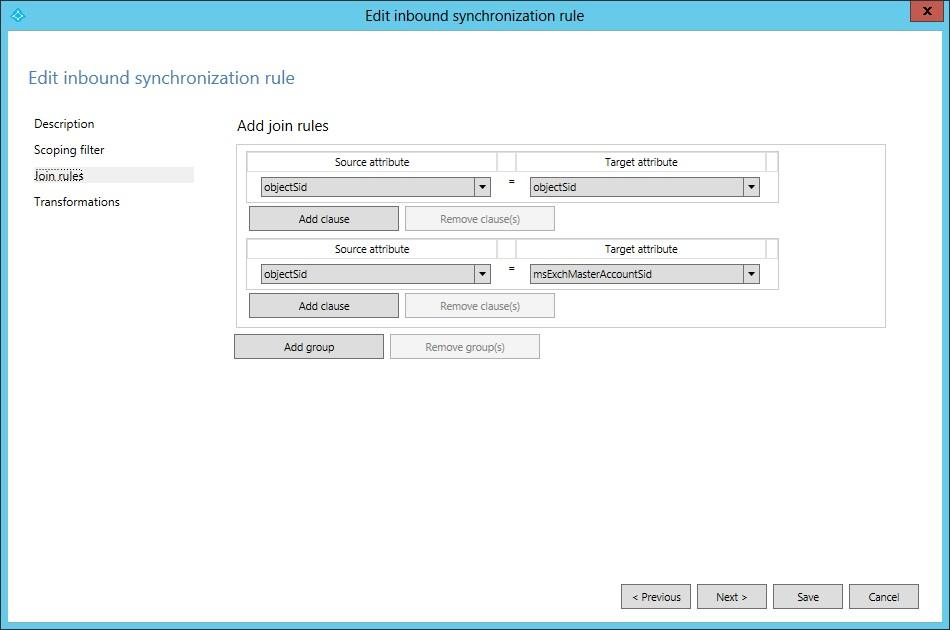 Edit inbound synchronization rule
x
Edit inbound synchronization rule
Description
Scoping filter
Join rules
Transformations
Add join rules
Source attribute Target attribute
objectSid = objectSid
Add clause Remove clause(s)
Source attribute Target attribute
objectSid = msExchMasterAccountSid
Add clause Remove clause(s)
Add group Remove group(s)
< Previous Next > Save Cancel